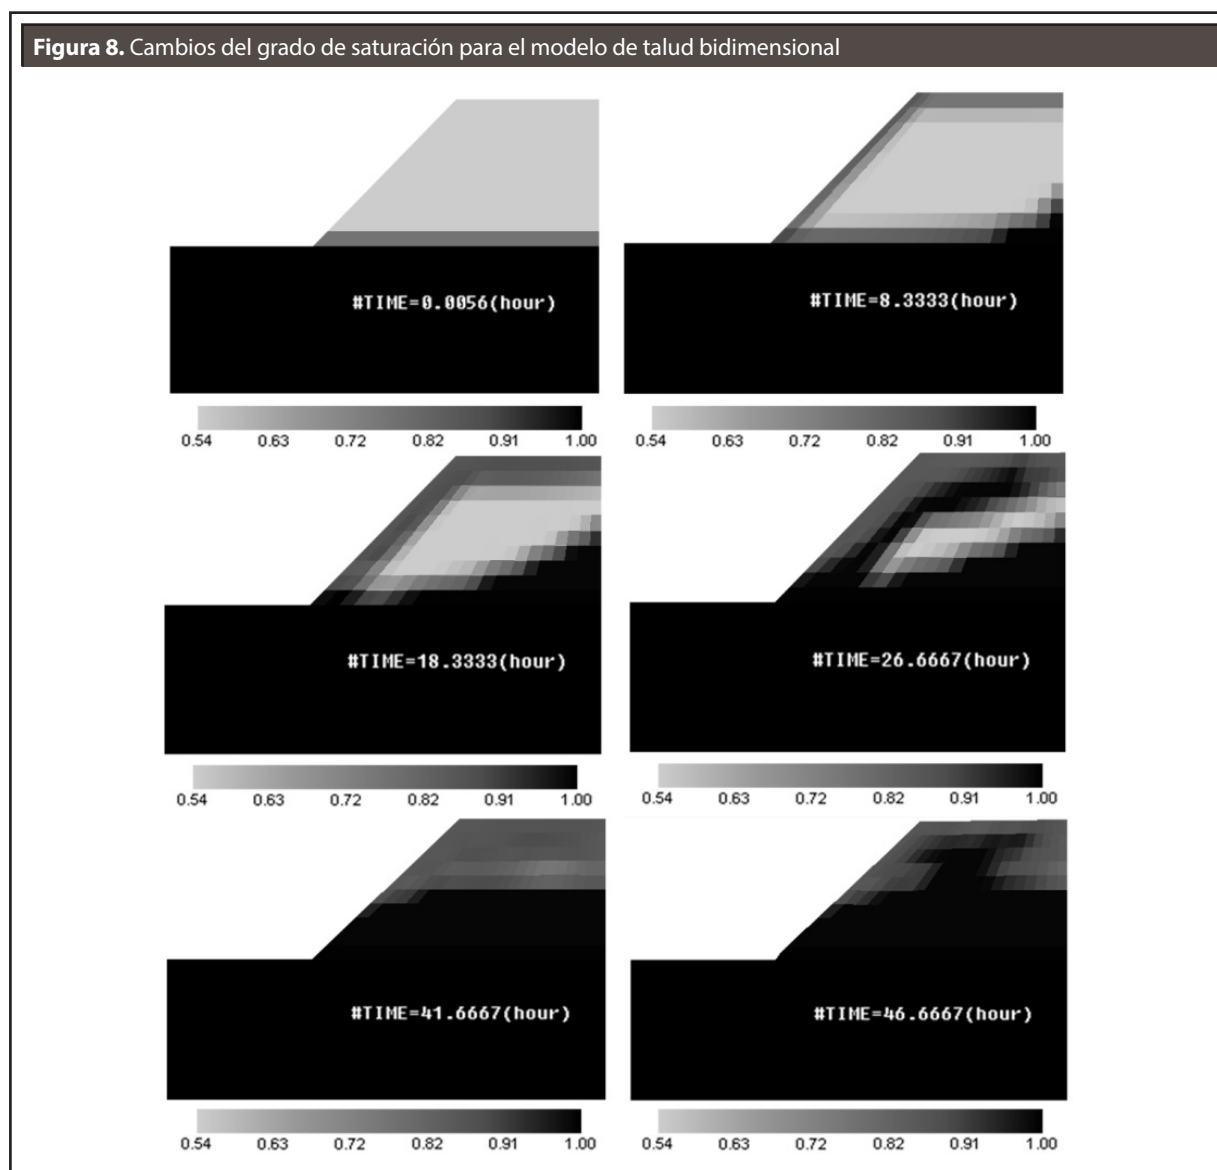 Figura 8. Cambios del grado de saturación para el modelo de talud bidimensional
#TIME=0.0056(hour)
0.54 0.63 0.72 0.82 0.91 1.00
#TIME=8.3333(hour)
0.54 0.63 0.72 0.82 0.91 1.00
#TIME=18.3333(hour)
0.54 0.63 0.72 0.82 0.91 1.00
#TIME=26.6667(hour)
0.54 0.63 0.72 0.82 0.91 1.00
#TIME=41.6667(hour)
0.54 0.63 0.72 0.82 0.91 1.00
#TIME=46.6667(hour)
0.54 0.63 0.72 0.82 0.91 1.00